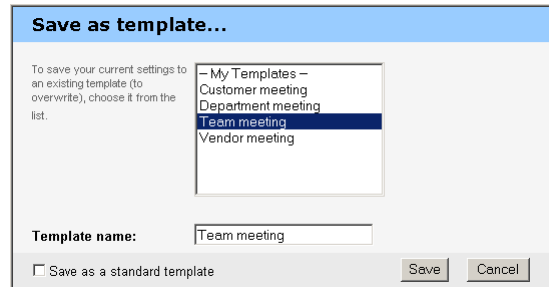 Save as template...
To save your current settings to
an existing template (to
overwrite), choose it from the
list.
– My Templates –
Customer meeting
Department meeting
Team meeting
Vendor meeting
Template name:
Team meeting
Save as a standard template
Save
Cancel